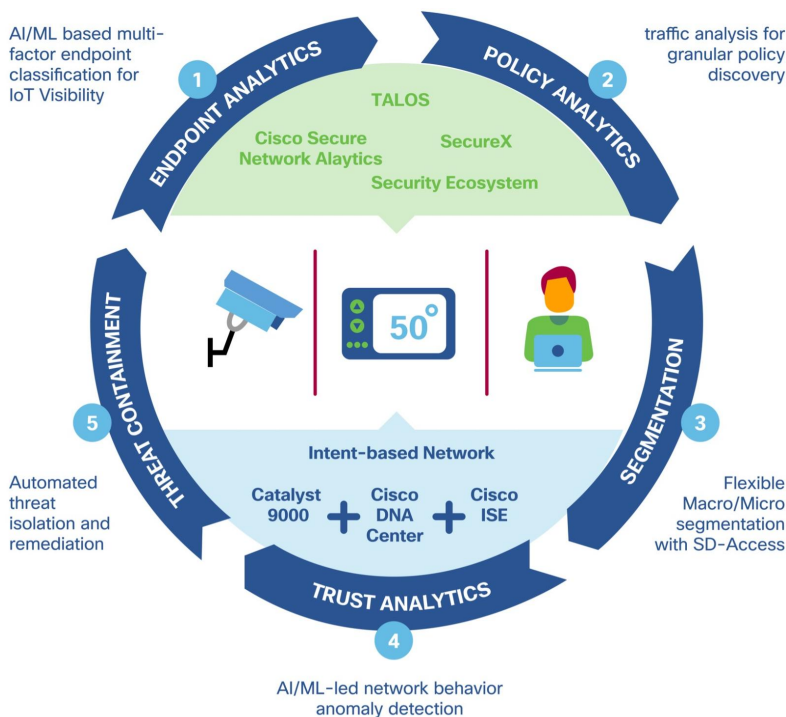 AI/ML based multi-
factor endpoint
classification for
IoT Visibility
1
ENDPOINT ANALYTICS
traffic analysis for
granular policy
discovery
2
POLICY ANALYTICS
TALOS
Cisco Secure
Network Alaytics
SecureX
Security Ecosystem
50°
3
SEGMENTATION
Flexible
Macro/Micro
segmentation
with SD-Access
5
THREAT CONTAINMENT
Automated
threat
isolation and
remediation
Intent-based Network
Catalyst
9000
+
Cisco
DNA
Center
+
Cisco
ISE
TRUST ANALYTICS
4
AI/ML-led network behavior
anomaly detection